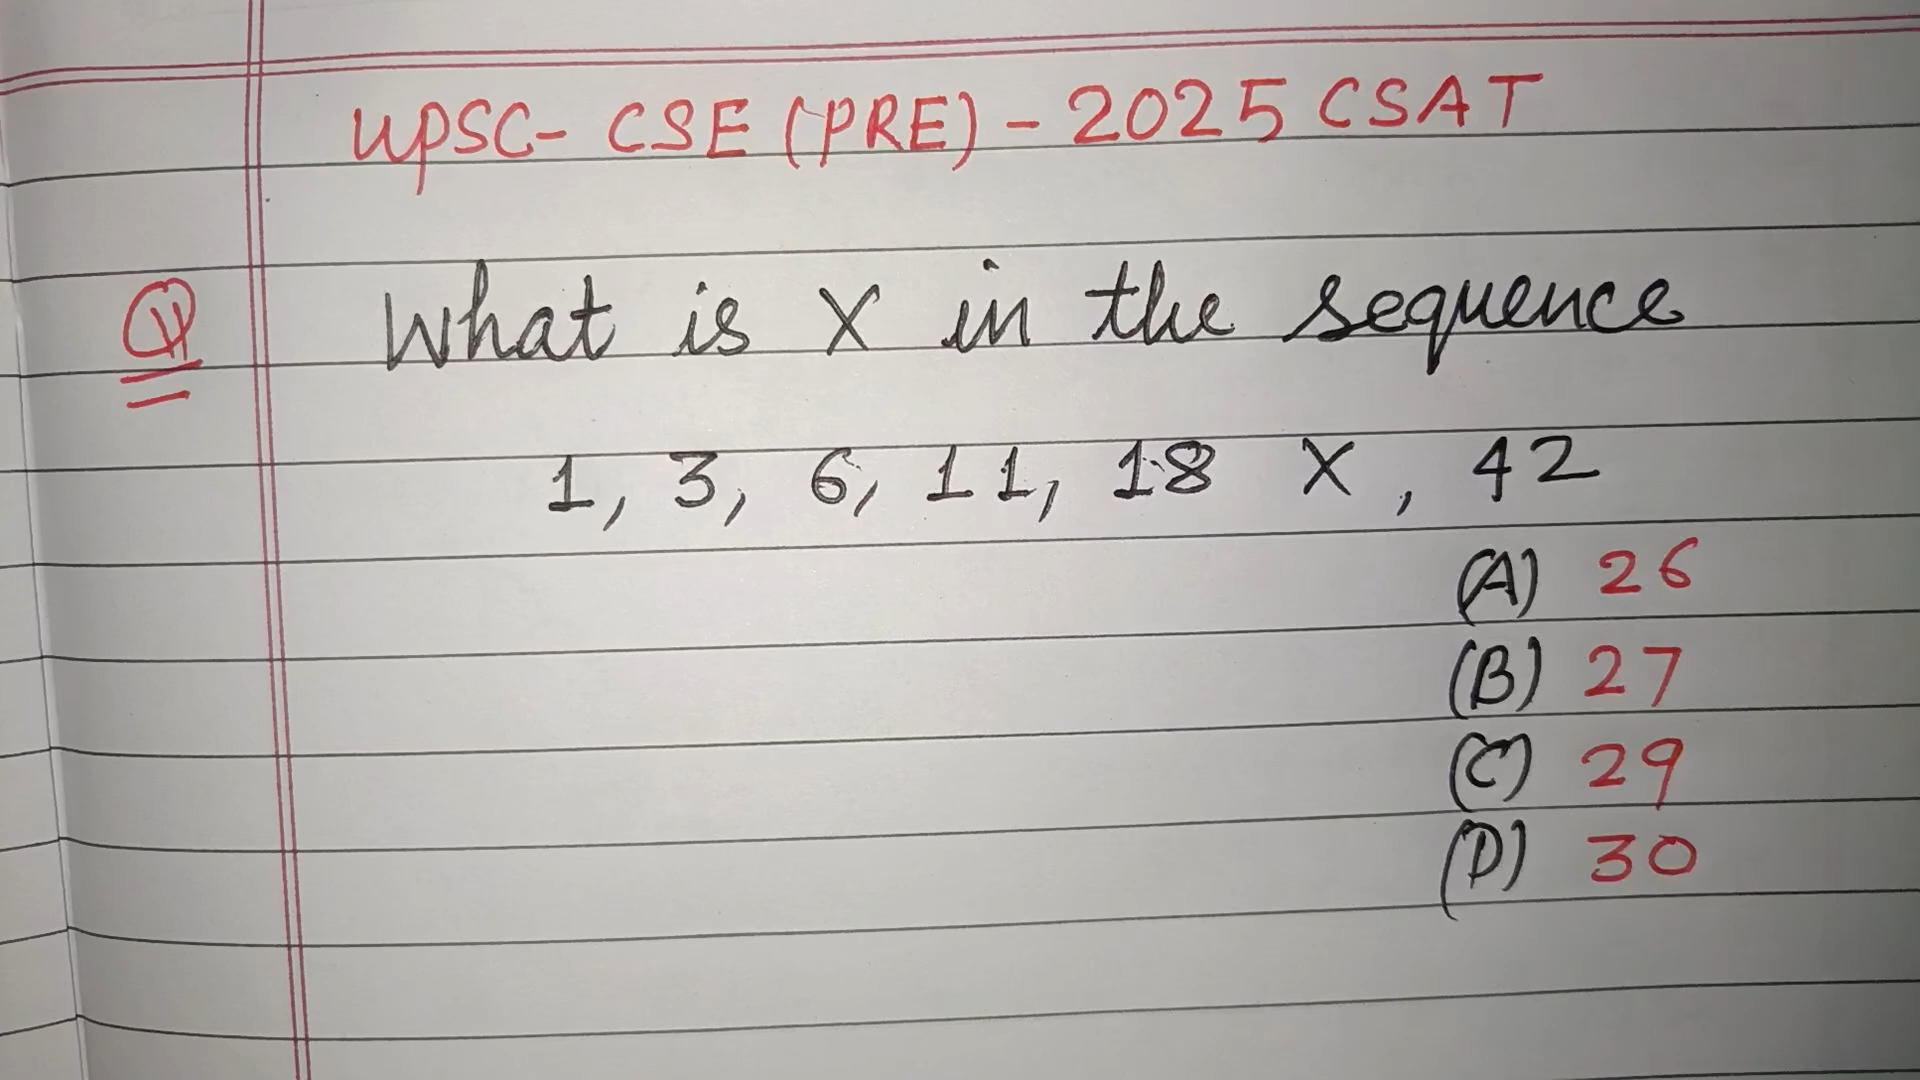 UPSC- CSE (PRE) - 2025 CSAT
Q What is X in the sequence
1, 3, 6, 11, 18 X, 42
(A) 26
(B) 27
(C) 29
(D) 30